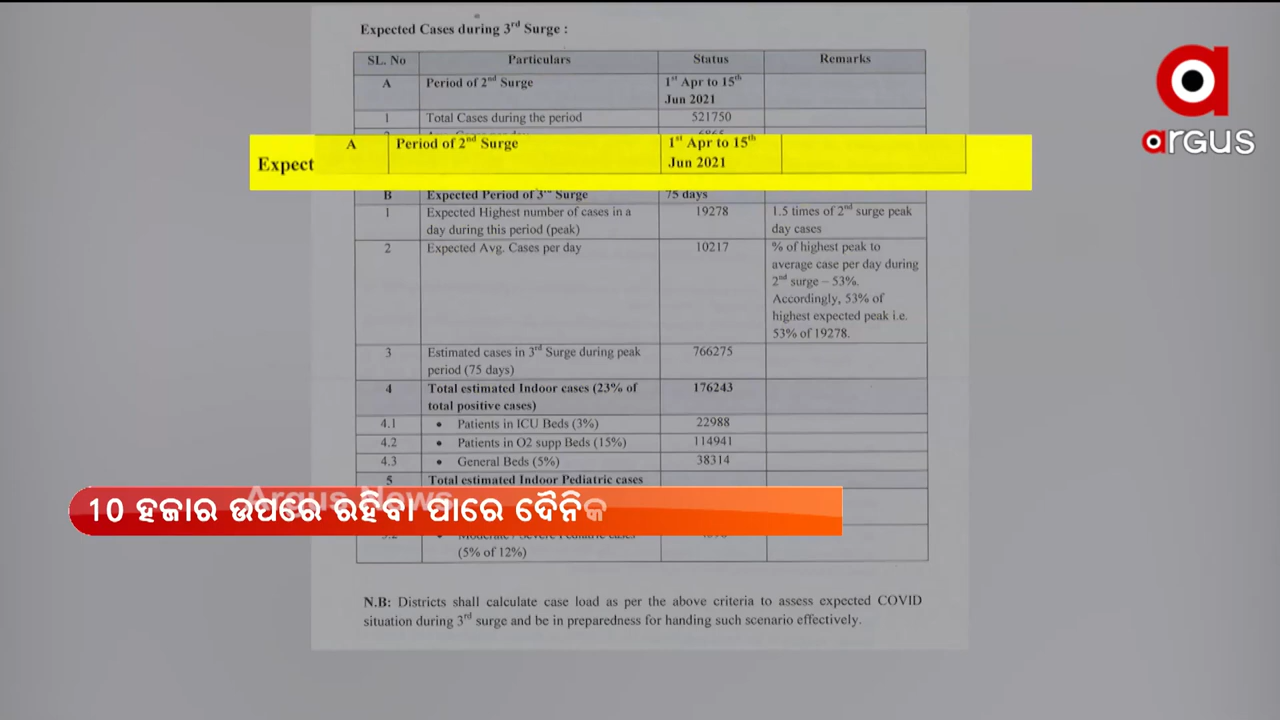 Expected Cases during 3rd Surge :
SL. No Particulars Status Remarks
A Period of 2nd Surge 1st Apr to 15th
Jun 2021
1 Total Cases during the period 521750
A Period of 2nd Surge 1st Apr to 15th
Expect Jun 2021
B Expected Period of 3rd Surge 75 days
1 Expected Highest number of cases in a 19278 1.5 times of 2nd surge peak
day during this period (peak) day cases
2 Expected Avg. Cases per day 10217 % of highest peak to
average case per day during
2nd surge – 53%.
Accordingly, 53% of
highest expected peak i.e.
53% of 19278.
3 Estimated cases in 3rd Surge during peak 766275
period (75 days)
4 Total estimated Indoor cases (23% of 176243
total positive cases)
4.1 • Patients in ICU Beds (3%) 22988
4.2 • Patients in O2 supp Beds (15%) 114941
4.3 • General Beds (5%) 38314
5 Total estimated Indoor Pediatric cases
Argus News
10 ହଜାର ଉପରେ ରହିବା ପାରେ ଦୈନିକ
(5% of 12%)
N.B: Districts shall calculate case load as per the above criteria to assess expected COVID
situation during 3rd surge and be in preparedness for handing such scenario effectively.
a
argus